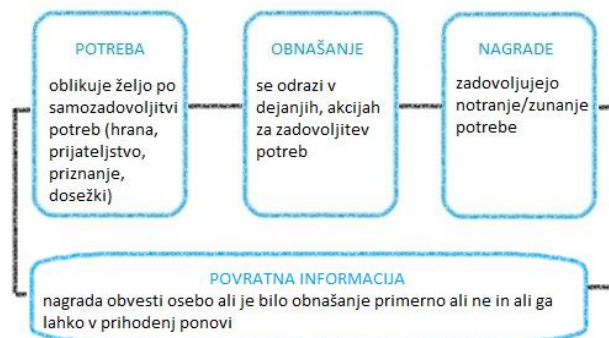 POTREBA
oblikuje željo po
samozadovoljitvi
potreb (hrana,
prijateljstvo,
priznanje,
dosežki)
OBNAŠANJE
se odrazi v
dejanjih, akcijah
za zadovoljitev
potreb
NAGRADE
zadovoljujejo
notranje/zunanje
potrebe
POVRATNA INFORMACIJA
nagrada obvesti osebo ali je bilo obnašanje primerno ali ne in ali ga
lahko v prihodenj ponovi